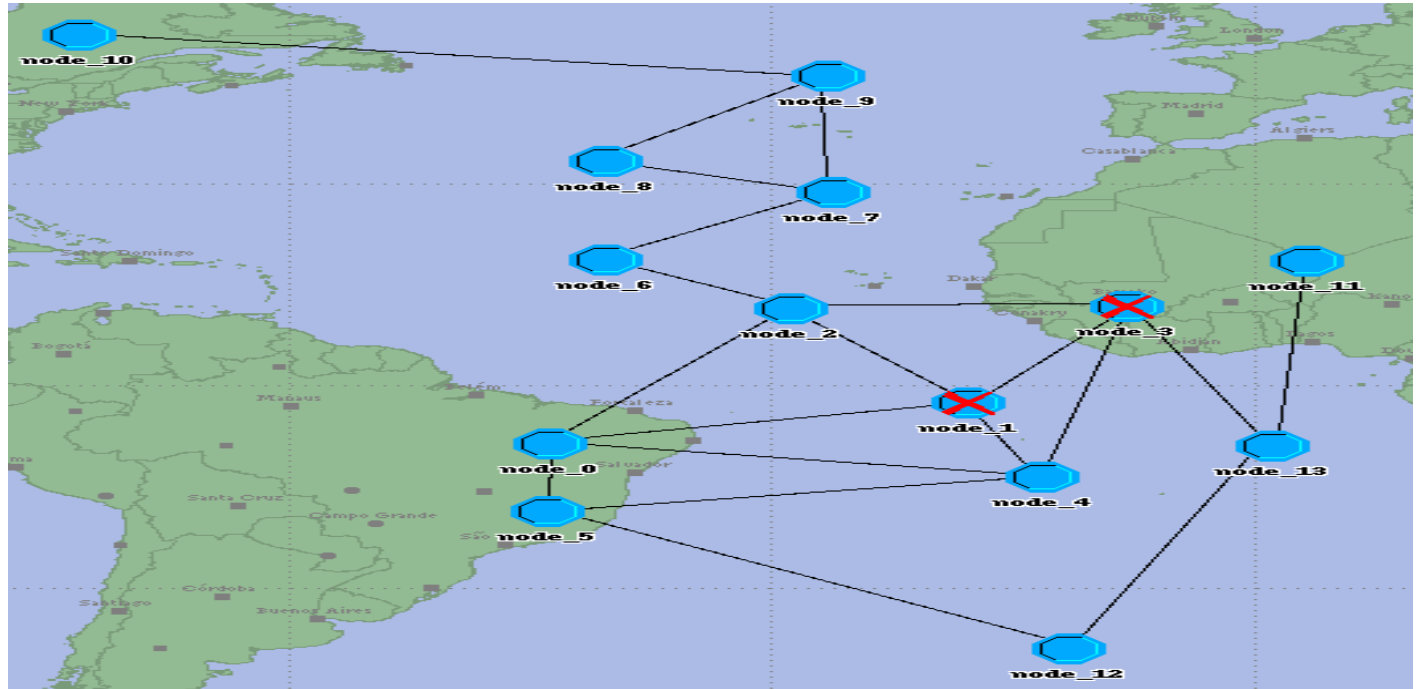 London
node_10
New York
node_9
Madrid
Algiers
Casablanca
node_8
node_7
Santo Domingo
node_6
Dakar
node_11
node_2
Conakry
node_3
Abidjan
Lagos
Bogotá
Belém
Manaus
Fortaleza
node_1
node_0
Salvador
node_13
node_4
Santa Cruz
Campo Grande
São
node_5
Córdoba
Santiago
Buenos Aires
node_12